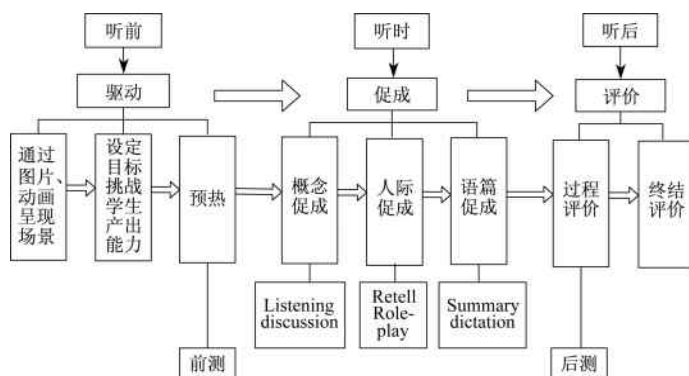 听前
听时
听后
驱动
促成
评价
通过
图片、
动画
呈现
场景
设定
目标
挑战
学生
产出
能力
预热
概念
促成
人际
促成
语篇
促成
过程
评价
终结
评价
Listening
discussion
Retell
Role-
play
Summary
dictation
前测
后测